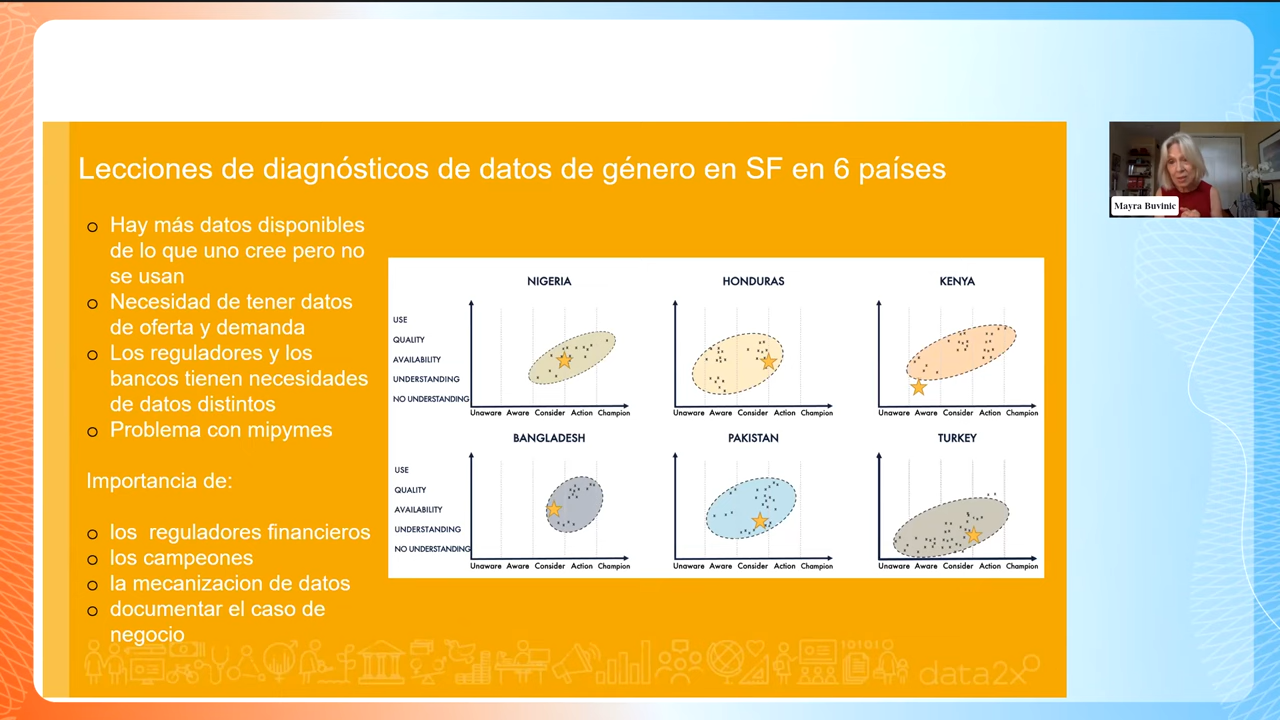 Lecciones de diagnósticos de datos de género en SF en 6 países
Mayra Buvinic
o Hay más datos disponibles
de lo que uno cree pero no
se usan
o Necesidad de tener datos
de oferta y demanda
o Los reguladores y los
bancos tienen necesidades
de datos distintos
o Problema con mipymes
Importancia de:
o los reguladores financieros
o los campeones
o la mecanizacion de datos
o documentar el caso de
negocio
NIGERIA HONDURAS KENYA
USE
QUALITY
AVAILABILITY
UNDERSTANDING
NO UNDERSTANDING
Unaware Aware Consider Action Champion Unaware Aware Consider Action Champion Unaware Aware Consider Action Champion
BANGLADESH PAKISTAN TURKEY
USE
QUALITY
AVAILABILITY
UNDERSTANDING
NO UNDERSTANDING
Unaware Aware Consider Action Champion Unaware Aware Consider Action Champion Unaware Aware Consider Action Champion
data2x